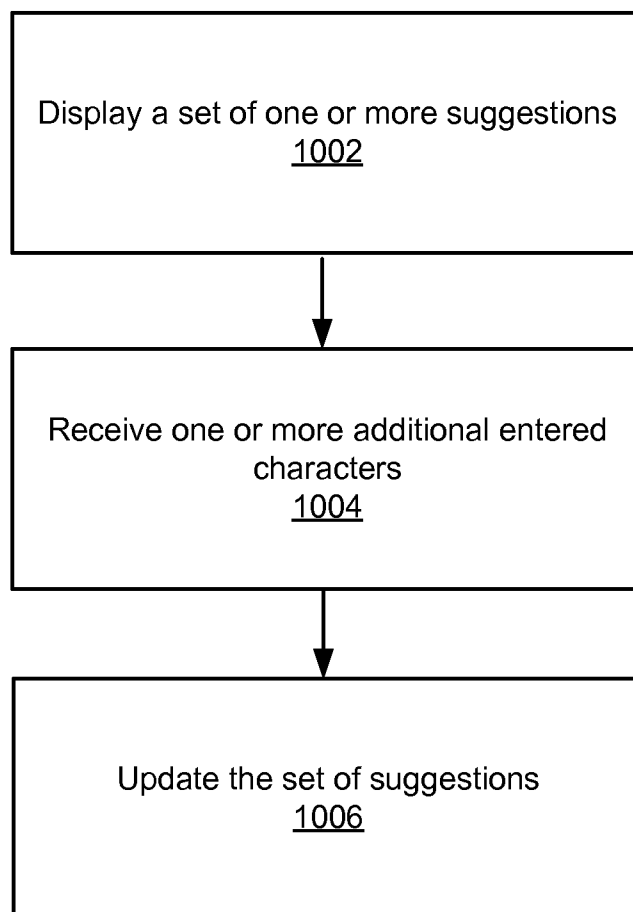 Display a set of one or more suggestions
1002
Receive one or more additional entered
characters
1004
Update the set of suggestions
1006